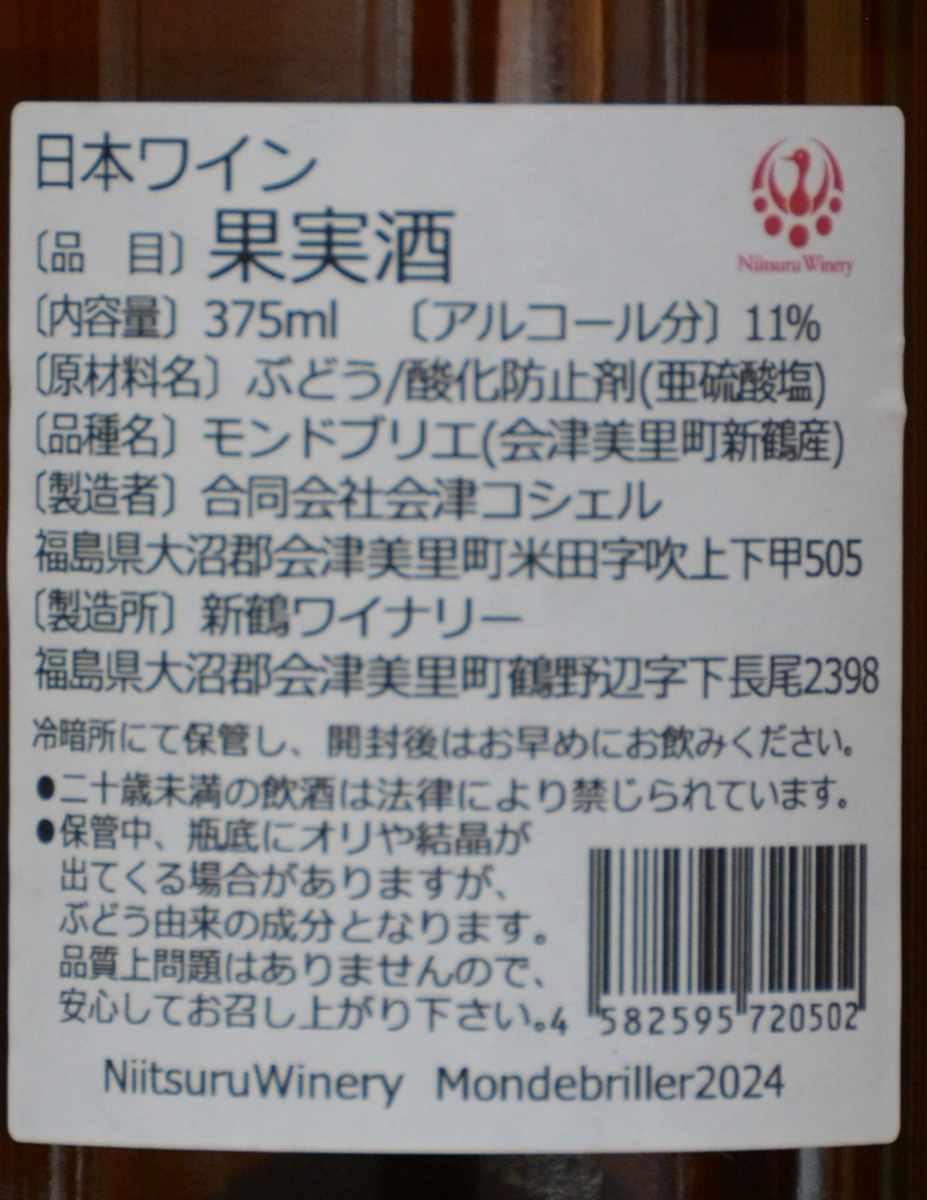 日本ワイン
Niitsuru Winery
〔品　目〕果実酒
〔内容量〕375ml　〔アルコール分〕11%
〔原材料名〕ぶどう/酸化防止剤(亜硫酸塩)
〔品種名〕モンドブリエ(会津美里町新鶴産)
〔製造者〕合同会社会津コシェル
福島県大沼郡会津美里町米田字吹上下甲505
〔製造所〕新鶴ワイナリー
福島県大沼郡会津美里町鶴野辺字下長尾2398
冷暗所にて保管し、開封後はお早めにお飲みください。
●二十歳未満の飲酒は法律により禁じられています。
●保管中、瓶底にオリや結晶が
出てくる場合がありますが、
ぶどう由来の成分となります。
品質上問題はありませんので、
安心してお召し上がり下さい。
4 582595 720502
NiitsuruWinery Mondebriller2024